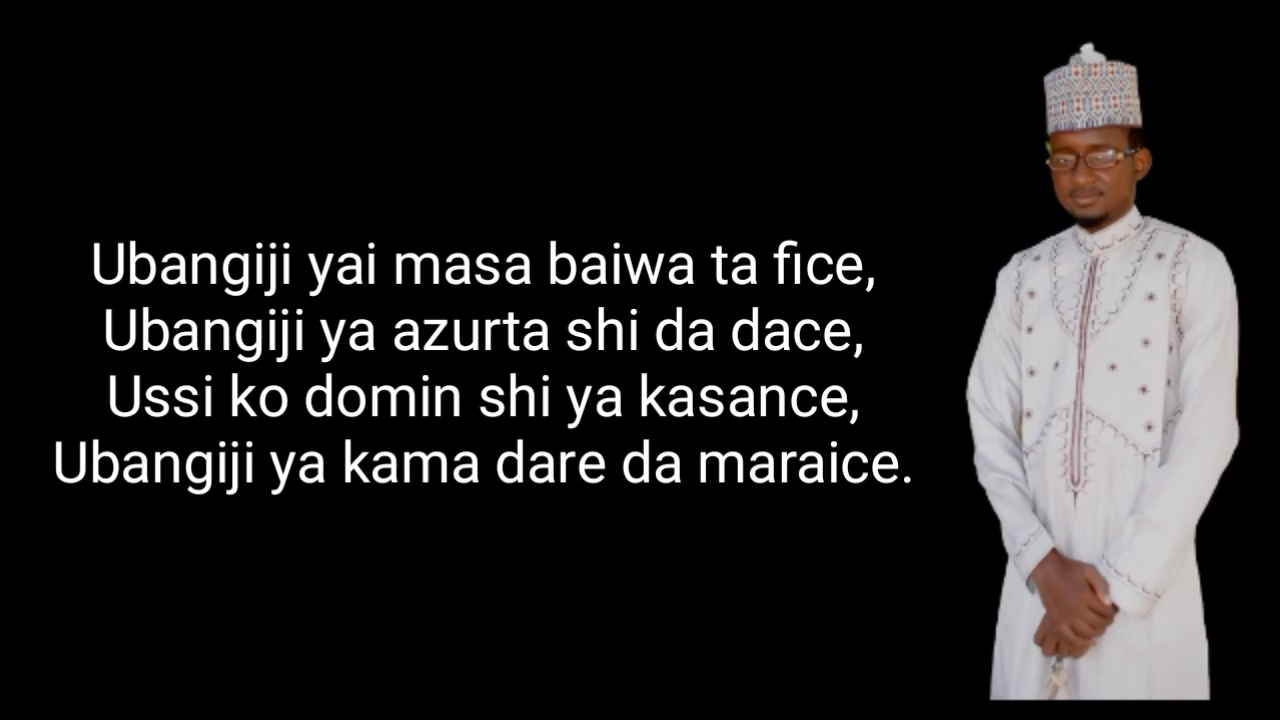 Ubangiji yai masa baiwa ta fice,
Ubangiji ya azurta shi da dace,
Ussi ko domin shi ya kasance,
Ubangiji ya kama dare da maraice.